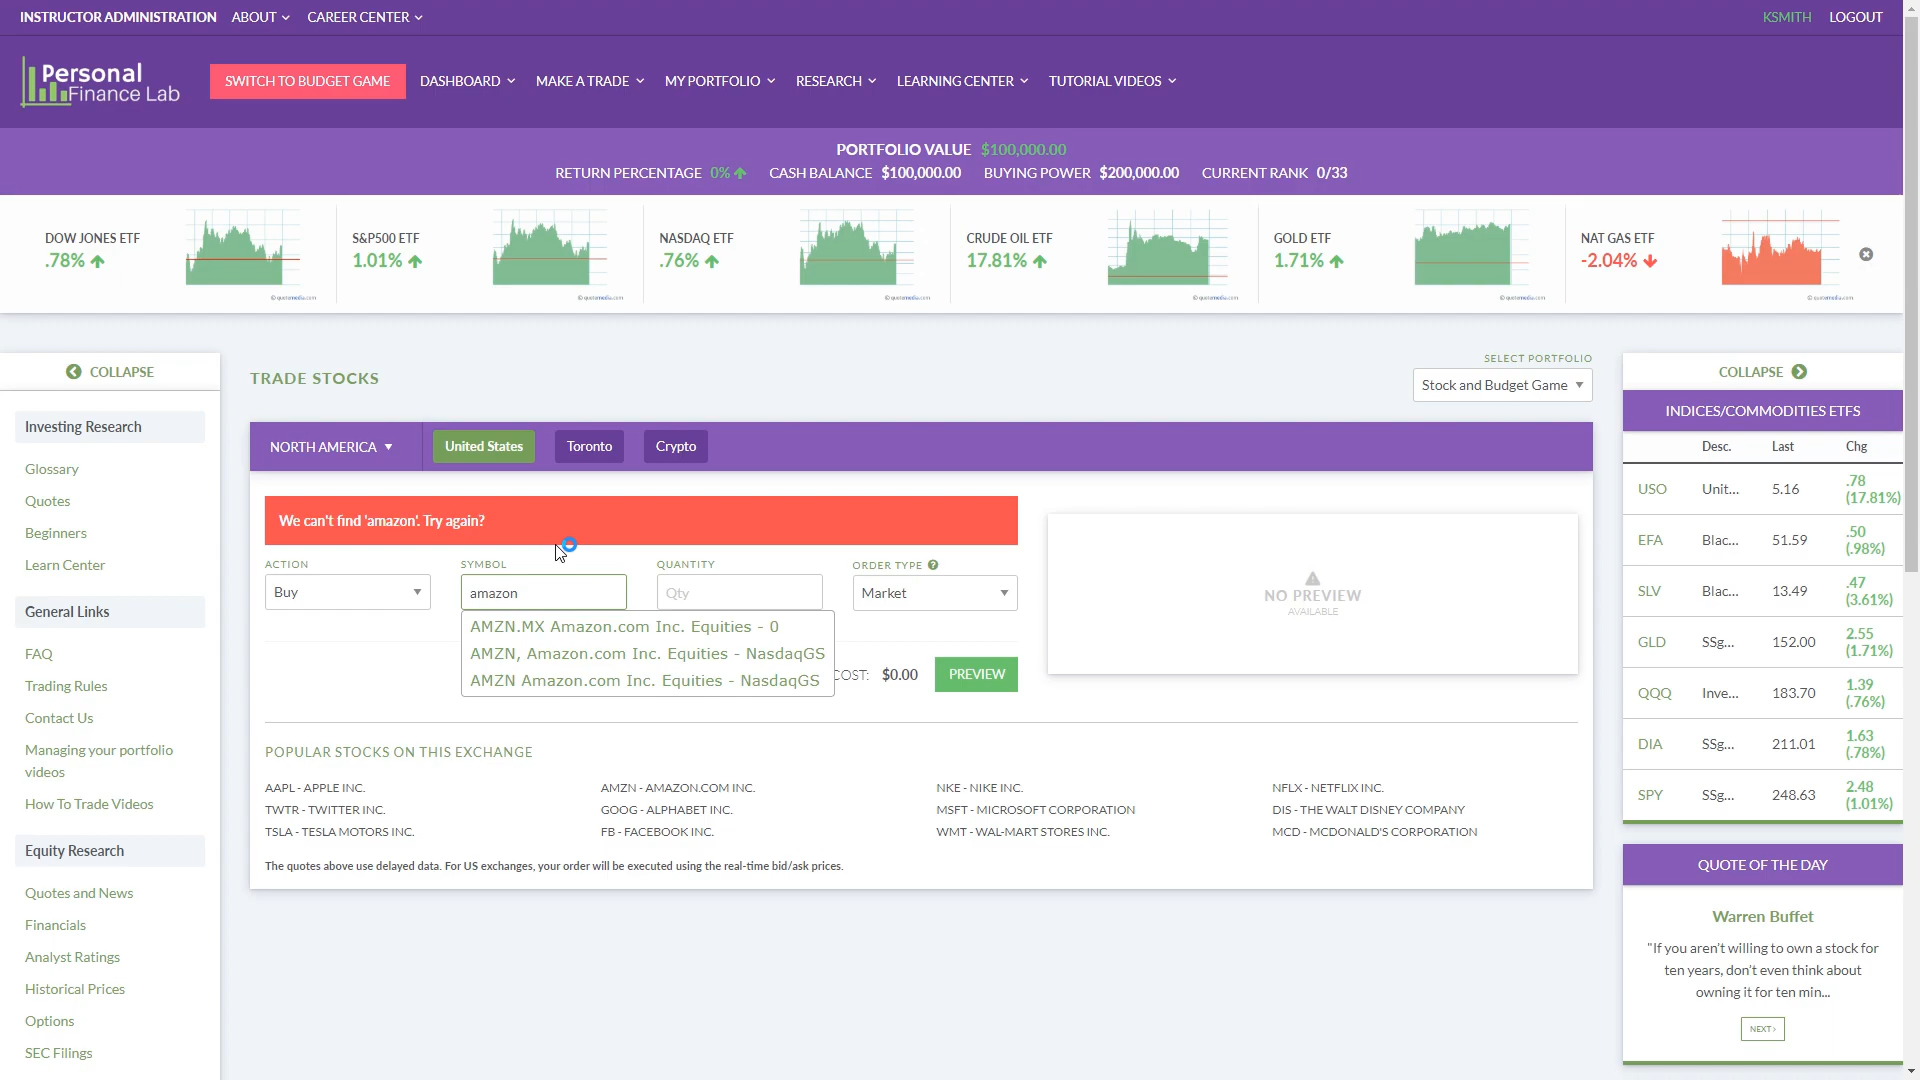 INSTRUCTOR ADMINISTRATION ABOUT CAREER CENTER KSMITH LOGOUT
Personal
Finance Lab
SWITCH TO BUDGET GAME DASHBOARD MAKE A TRADE MY PORTFOLIO RESEARCH LEARNING CENTER TUTORIAL VIDEOS
PORTFOLIO VALUE $100,000.00
RETURN PERCENTAGE 0% CASH BALANCE $100,000.00 BUYING POWER $200,000.00 CURRENT RANK 0/33
DOW JONES ETF
.78%
© quotemedia.com
S&P500 ETF
1.01%
© quotemedia.com
NASDAQ ETF
.76%
© quotemedia.com
CRUDE OIL ETF
17.81%
© quotemedia.com
GOLD ETF
1.71%
© quotemedia.com
NAT GAS ETF
-2.04%
© quotemedia.com
COLLAPSE
Investing Research
Glossary
Quotes
Beginners
Learn Center
General Links
FAQ
Trading Rules
Contact Us
Managing your portfolio
videos
How To Trade Videos
Equity Research
Quotes and News
Financials
Analyst Ratings
Historical Prices
Options
SEC Filings
TRADE STOCKS
SELECT PORTFOLIO
Stock and Budget Game
NORTH AMERICA United States Toronto Crypto
We can't find 'amazon'. Try again?
ACTION SYMBOL QUANTITY ORDER TYPE
Buy amazon Qty Market
AMZN.MX Amazon.com Inc. Equities - 0
AMZN, Amazon.com Inc. Equities - NasdaqGS
AMZN Amazon.com Inc. Equities - NasdaqGS
COST: $0.00 PREVIEW
NO PREVIEW
AVAILABLE
POPULAR STOCKS ON THIS EXCHANGE
AAPL - APPLE INC. AMZN - AMAZON.COM INC. NKE - NIKE INC. NFLX - NETFLIX INC.
TWTR - TWITTER INC. GOOG - ALPHABET INC. MSFT - MICROSOFT CORPORATION DIS - THE WALT DISNEY COMPANY
TSLA - TESLA MOTORS INC. FB - FACEBOOK INC. WMT - WAL-MART STORES INC. MCD - MCDONALD'S CORPORATION
The quotes above use delayed data. For US exchanges, your order will be executed using the real-time bid/ask prices.
COLLAPSE
INDICES/COMMODITIES ETFS
Desc. Last Chg
USO Unit... 5.16 .78 (17.81%)
EFA Blac... 51.59 .50 (.98%)
SLV Blac... 13.49 .47 (3.61%)
GLD SSg... 152.00 2.55 (1.71%)
QQQ Inve... 183.70 1.39 (.76%)
DIA SSg... 211.01 1.63 (.78%)
SPY SSg... 248.63 2.48 (1.01%)
QUOTE OF THE DAY
Warren Buffet
"If you aren't willing to own a stock for
ten years, don't even think about
owning it for ten min...
NEXT ›